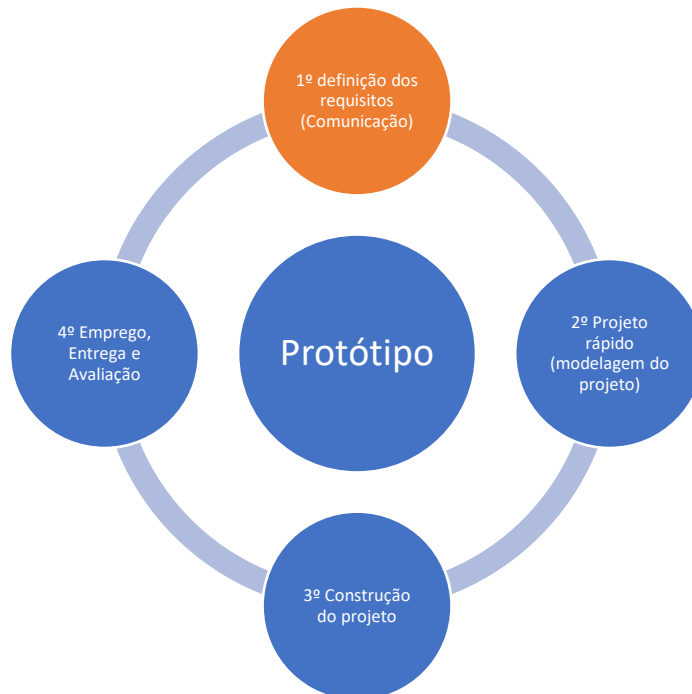 1º definição dos
requisitos
(Comunicação)
2º Projeto
rápido
(modelagem do
projeto)
3º Construção
do projeto
4º Emprego,
Entrega e
Avaliação
Protótipo